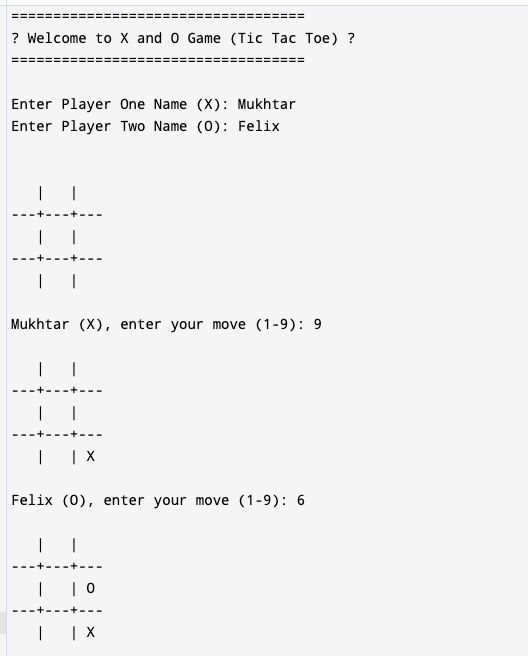 ===================================
? Welcome to X and O Game (Tic Tac Toe) ?
===================================
Enter Player One Name (X): Mukhtar
Enter Player Two Name (O): Felix
   |   |
---+---+---
   |   |
---+---+---
   |   |
Mukhtar (X), enter your move (1-9): 9
   |   |
---+---+---
   |   |
---+---+---
   |   | X
Felix (O), enter your move (1-9): 6
   |   |
---+---+---
   |   | O
---+---+---
   |   | X